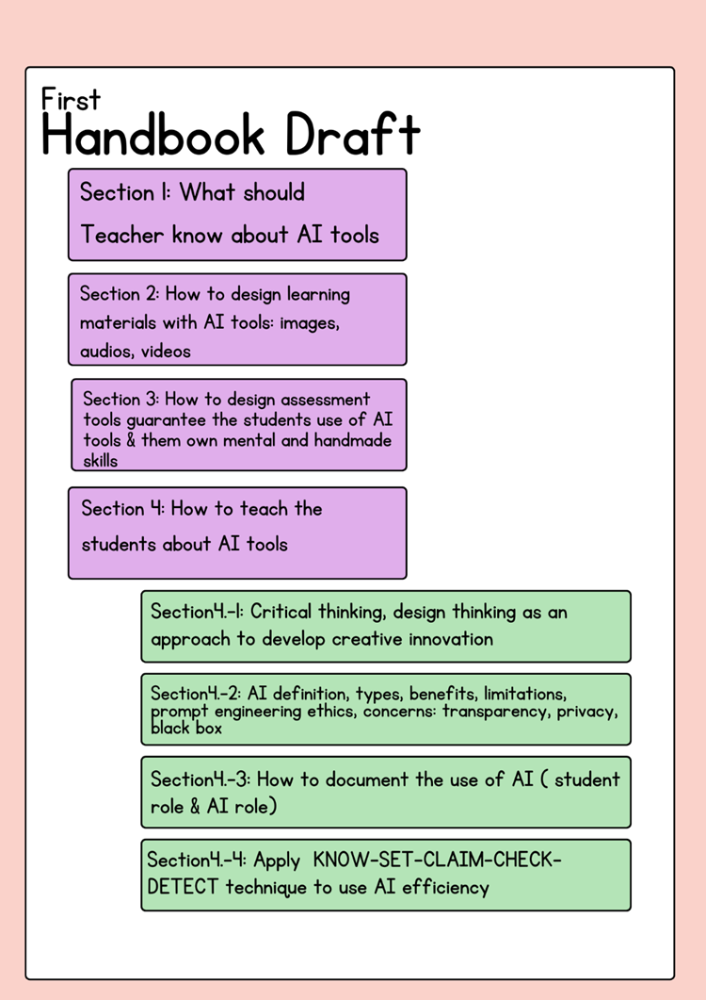 First
Handbook Draft
Section 1: What should
Teacher know about AI tools
Section 2: How to design learning
materials with AI tools: images,
audios, videos
Section 3: How to design assessment
tools guarantee the students use of AI
tools & them own mental and handmade
skills
Section 4: How to teach the
students about AI tools
Section4.-1: Critical thinking, design thinking as an
approach to develop creative innovation
Section4.-2: AI definition, types, benefits, limitations,
prompt engineering ethics, concerns: transparency, privacy,
black box
Section4.-3: How to document the use of AI ( student
role & AI role)
Section4.-4: Apply  KNOW-SET-CLAIM-CHECK-
DETECT technique to use AI efficiency